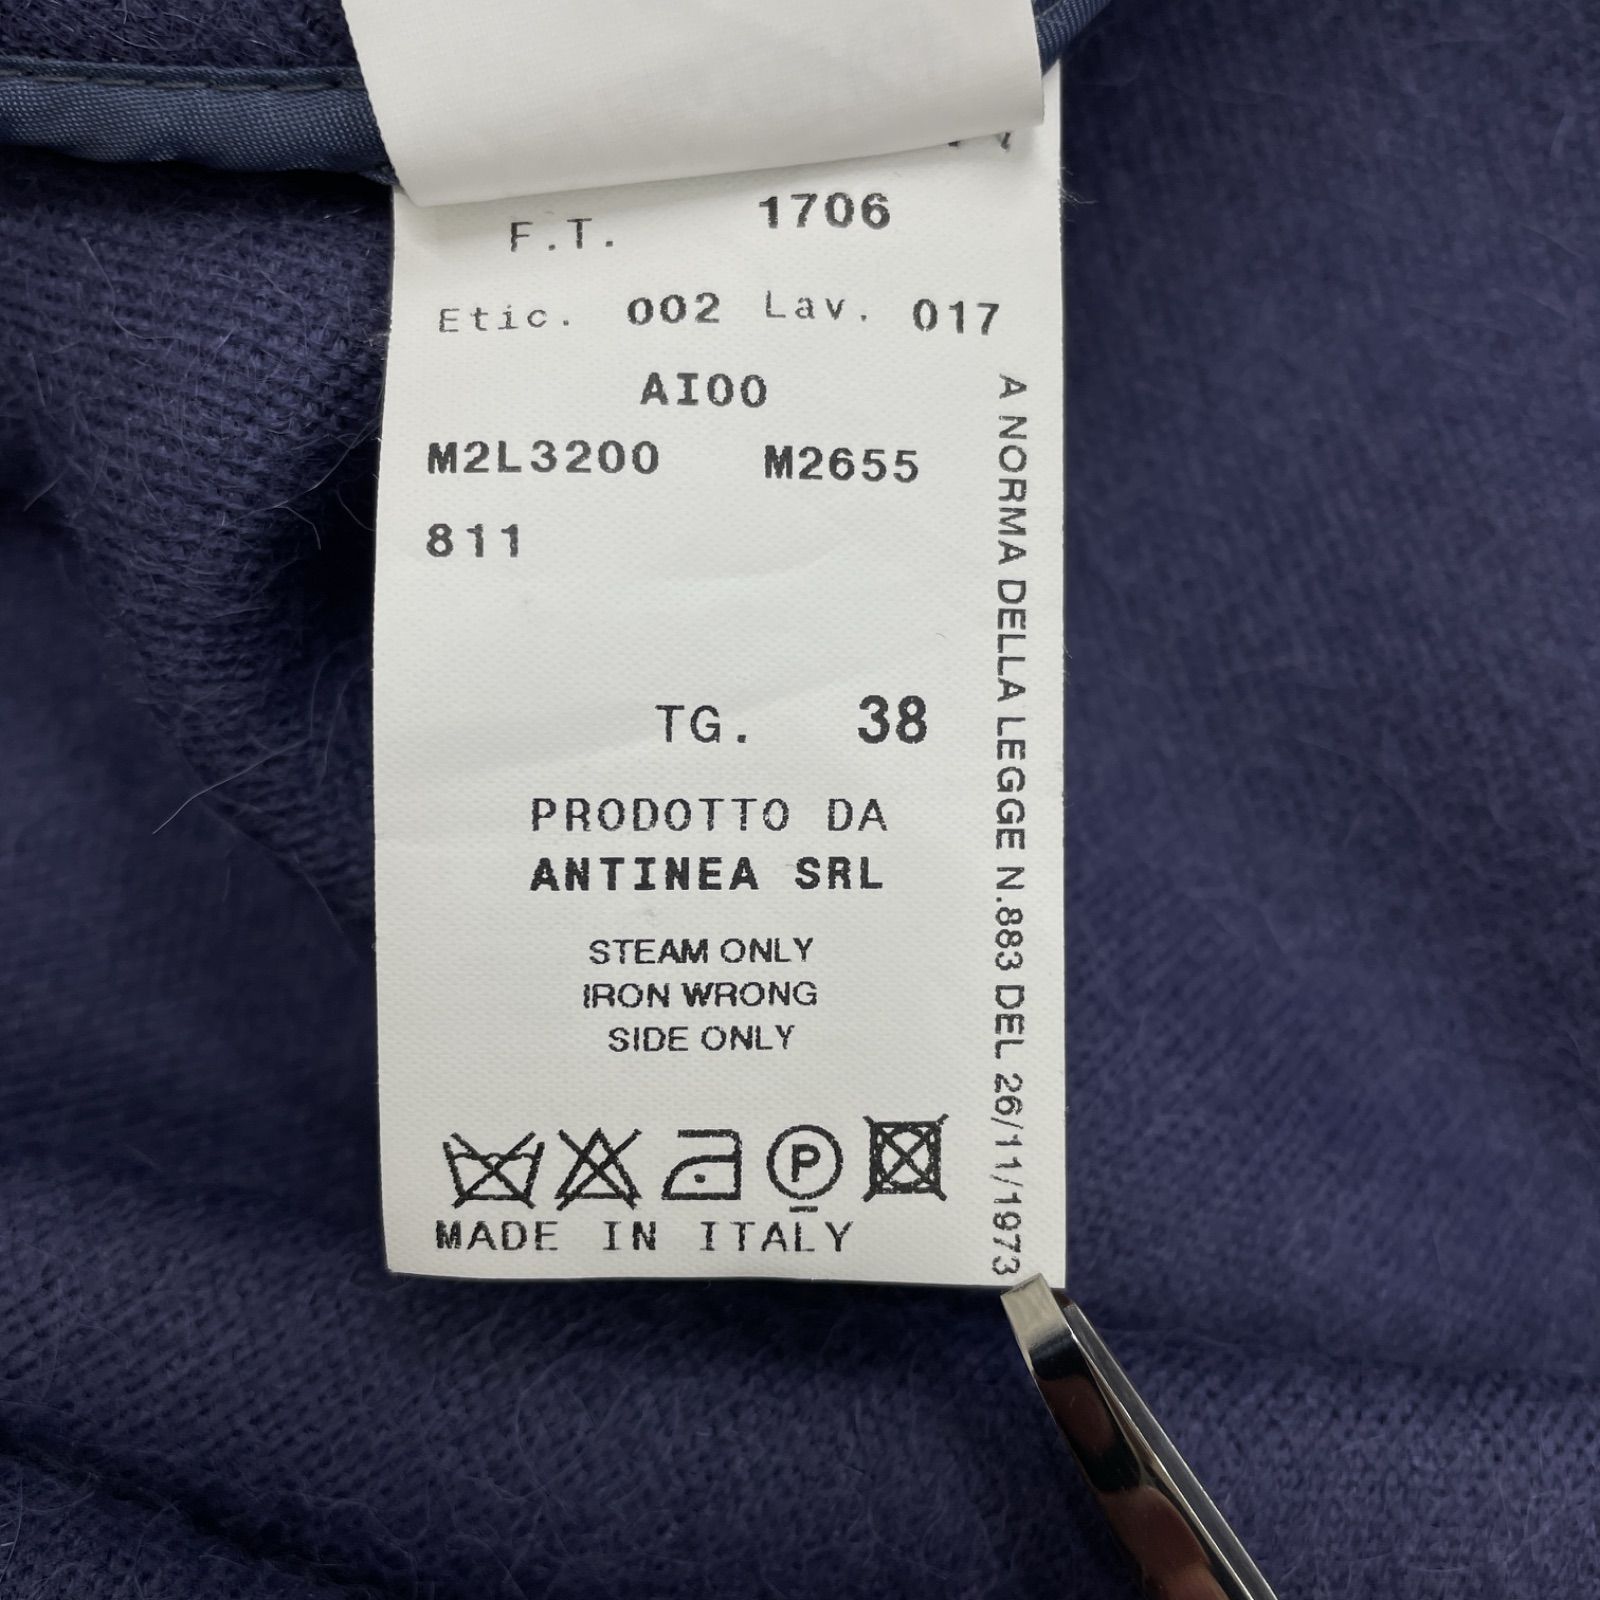 F.T. 1706
Etic. 002 Lav. 017
AI00
M2L3200 M2655
811
TG. 38
PRODOTTO DA
ANTINEA SRL
STEAM ONLY
IRON WRONG
SIDE ONLY
P
MADE IN ITALY
A NORMA DELLA LEGGE N.883 DEL 26/11/1973